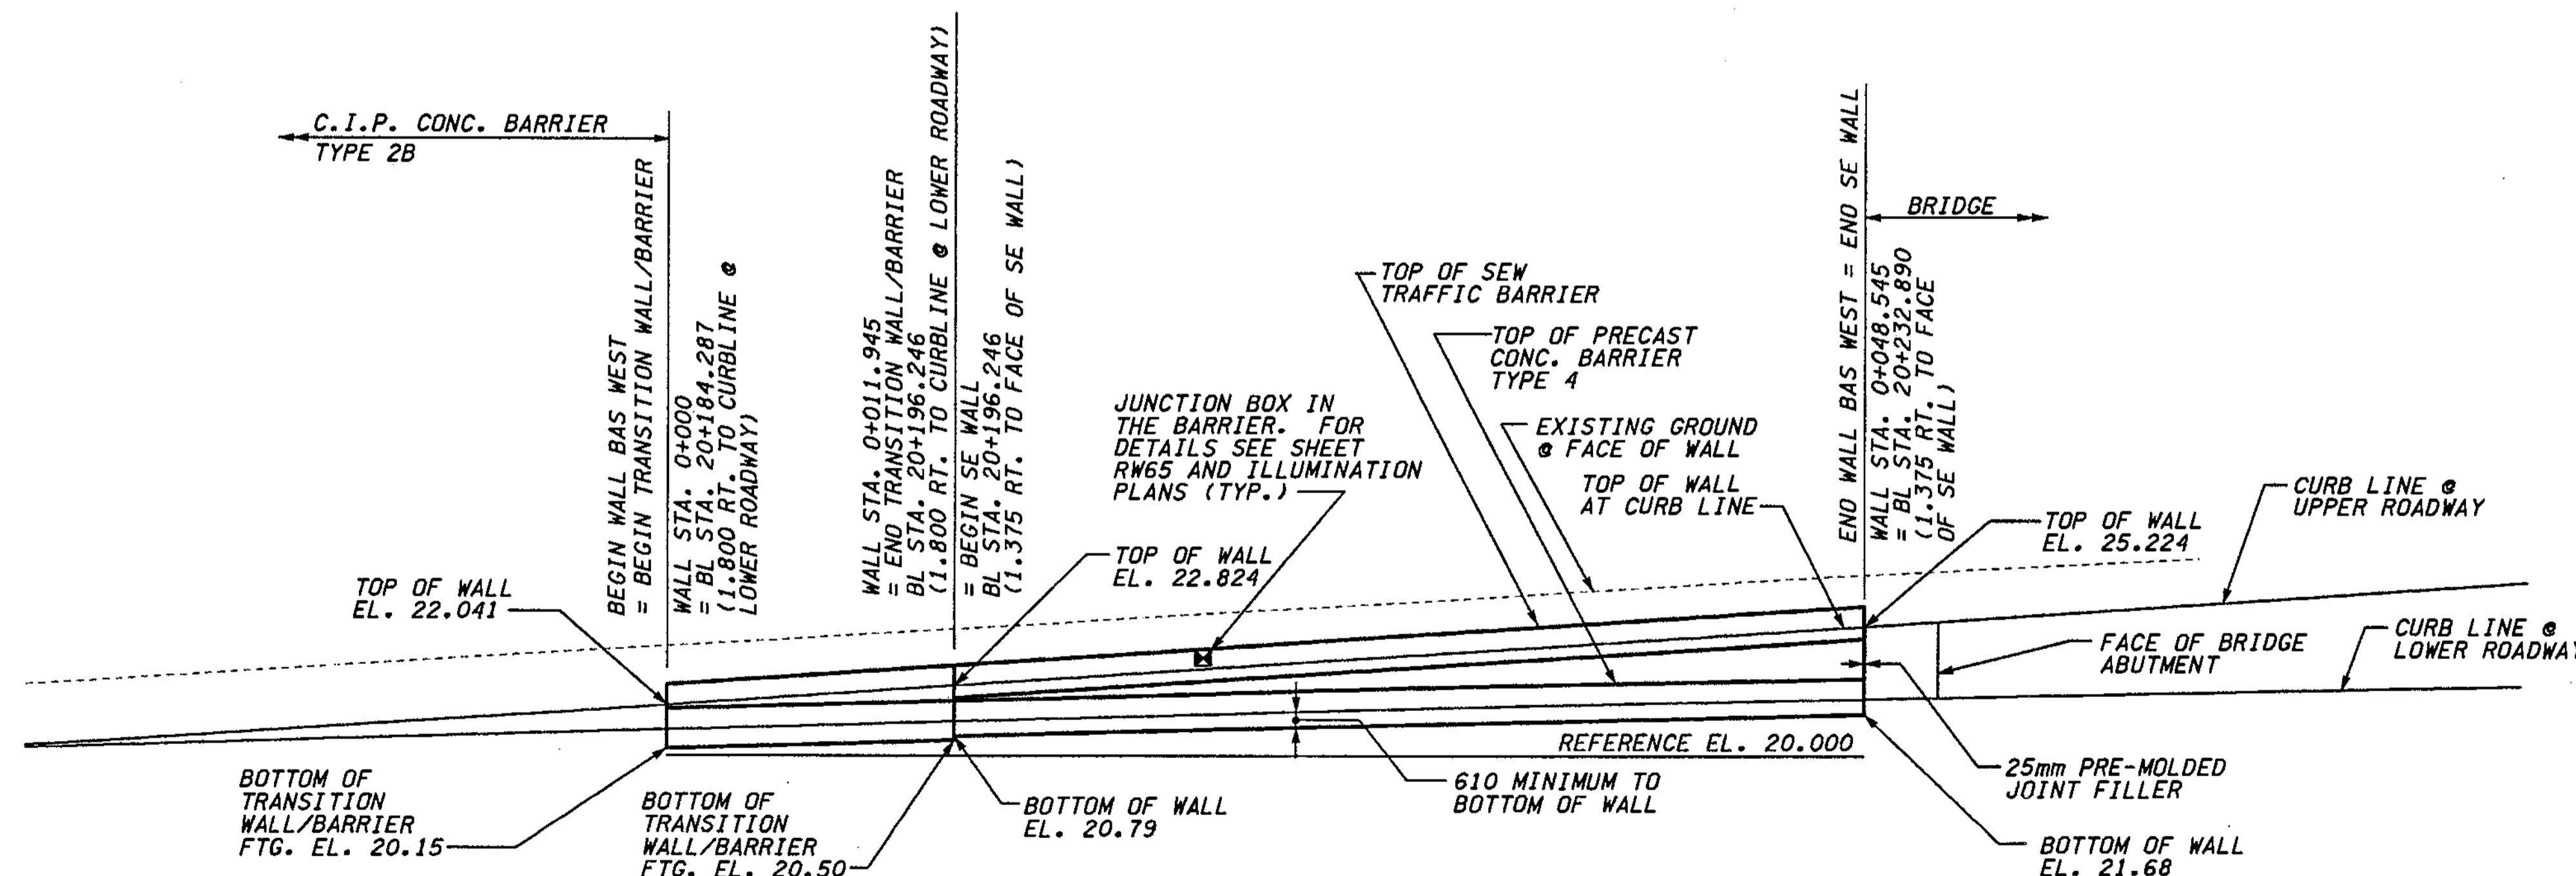 C.I.P. CONC. BARRIER
TYPE 2B
BEGIN WALL BAS WEST
= BEGIN TRANSITION WALL/BARRIER
WALL STA. 0+000
= BL STA. 20+184.287
(1.800 RT. TO CURBLINE @
LOWER ROADWAY)
WALL STA. 0+011.945
= END TRANSITION WALL/BARRIER
BL STA. 20+196.246
(1.800 RT. TO CURBLINE @ LOWER ROADWAY)
= BEGIN SE WALL
BL STA. 20+196.246
(1.375 RT. TO FACE OF SE WALL)
END WALL BAS WEST = END SE WALL
WALL STA. 0+048.545
= BL STA. 20+232.890
(1.375 RT. TO FACE
OF SE WALL)
BRIDGE
TOP OF SEW
TRAFFIC BARRIER
TOP OF PRECAST
CONC. BARRIER
TYPE 4
JUNCTION BOX IN
THE BARRIER. FOR
DETAILS SEE SHEET
RW65 AND ILLUMINATION
PLANS (TYP.)
EXISTING GROUND
@ FACE OF WALL
TOP OF WALL
AT CURB LINE
CURB LINE @
UPPER ROADWAY
TOP OF WALL
EL. 25.224
TOP OF WALL
EL. 22.824
TOP OF WALL
EL. 22.041
FACE OF BRIDGE
ABUTMENT
CURB LINE @
LOWER ROADWAY
REFERENCE EL. 20.000
BOTTOM OF
TRANSITION
WALL/BARRIER
FTG. EL. 20.15
BOTTOM OF
TRANSITION
WALL/BARRIER
FTG. EL. 20.50
BOTTOM OF WALL
EL. 20.79
610 MINIMUM TO
BOTTOM OF WALL
25mm PRE-MOLDED
JOINT FILLER
BOTTOM OF WALL
EL. 21.68